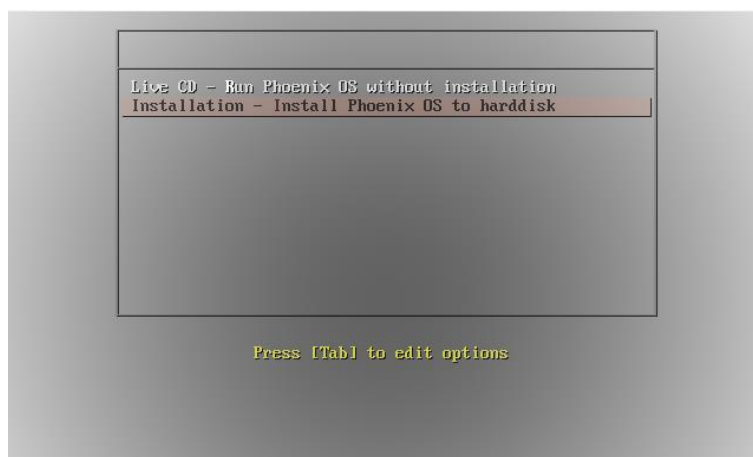 Live CD - Run Phoenix OS without installation
Installation - Install Phoenix OS to harddisk
Press [Tab] to edit options